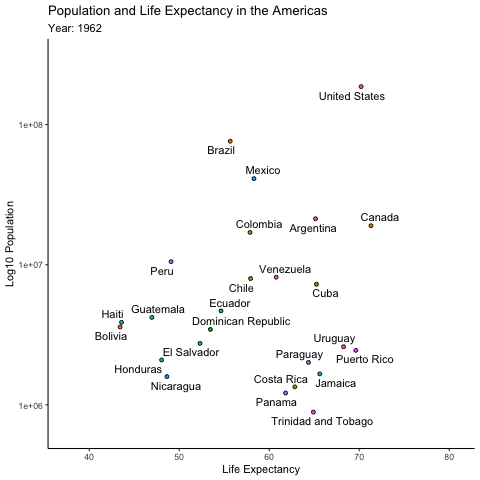 Population and Life Expectancy in the Americas
Year: 1962
United States
1e+08
Brazil
Mexico
Canada
Colombia
Argentina
Peru
1e+07
Venezuela
Chile
Cuba
Log10 Population
Ecuador
Haiti
Guatemala
Dominican Republic
Bolivia
Uruguay
El Salvador
Paraguay
Puerto Rico
Honduras
Costa Rica
Jamaica
Nicaragua
1e+06
Panama
Trinidad and Tobago
40 50 60 70 80
Life Expectancy